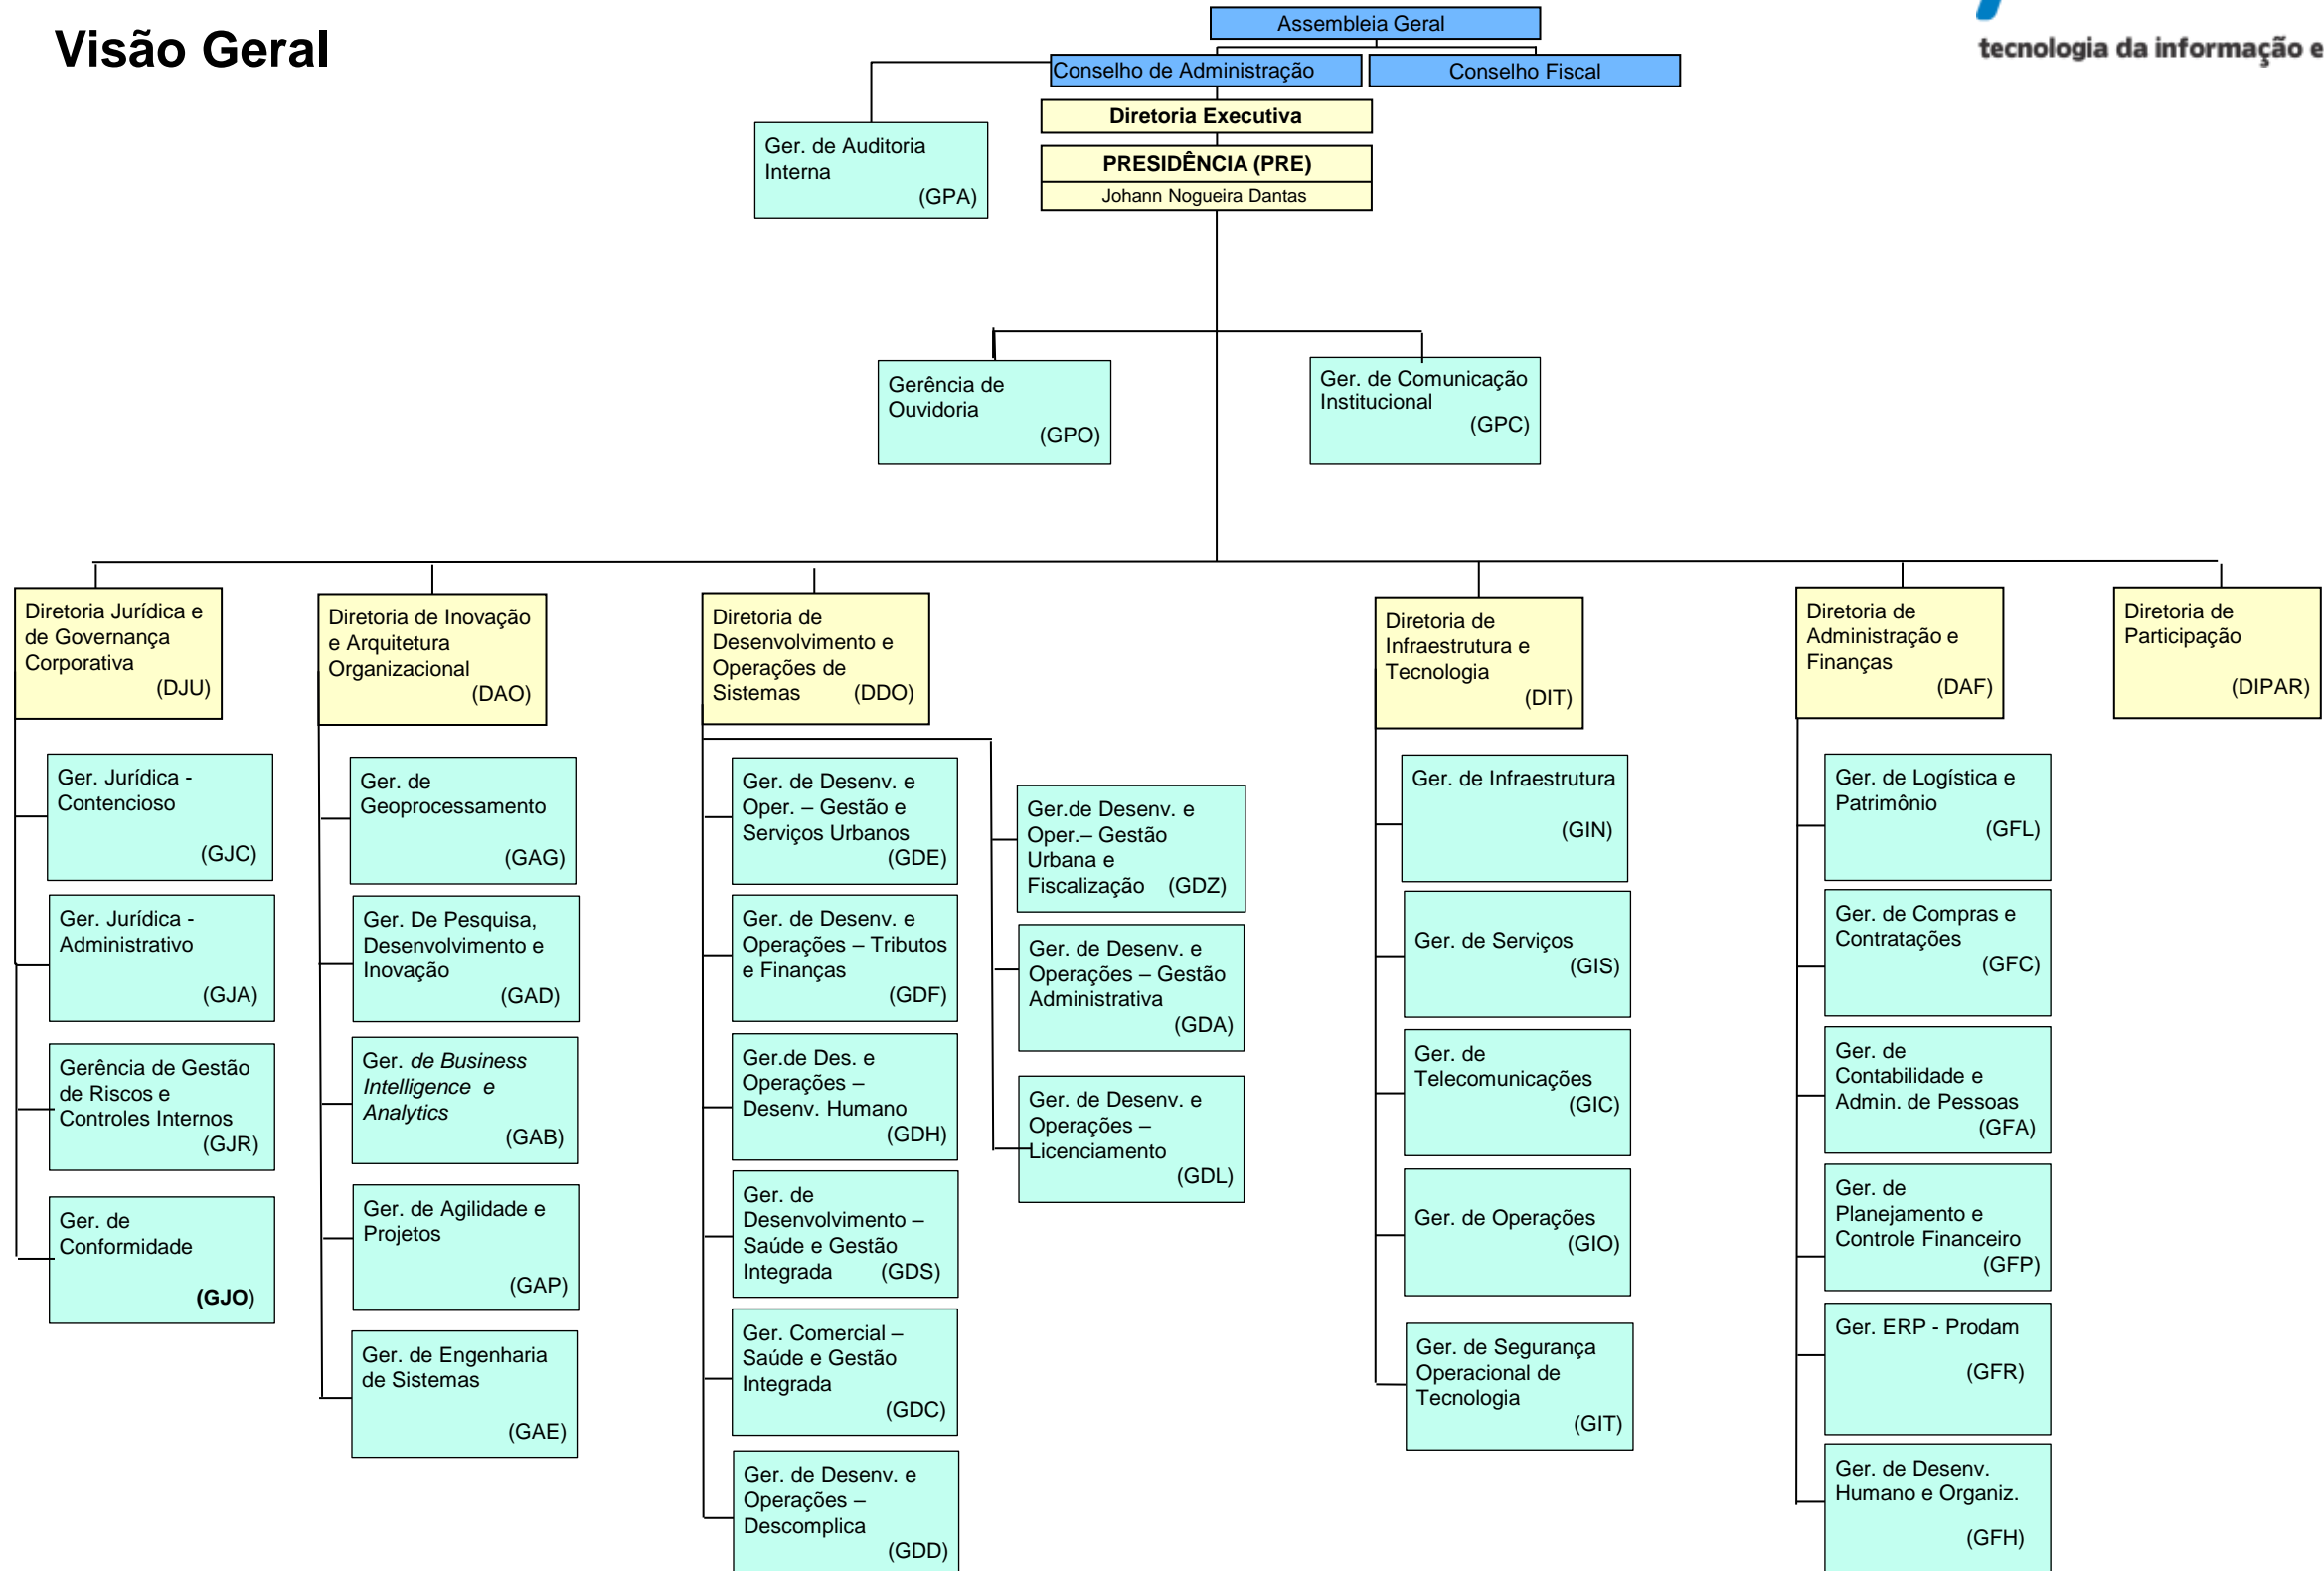 Visão Geral
Assembleia Geral
tecnologia da informação e
Conselho de Administração
Conselho Fiscal
Diretoria Executiva
Ger. de Auditoria
Interna
(GPA)
PRESIDÊNCIA (PRE)
Johann Nogueira Dantas
Gerência de
Ouvidoria
(GPO)
Ger. de Comunicação
Institucional
(GPC)
Diretoria Jurídica e
de Governança
Corporativa
(DJU)
Diretoria de Inovação
e Arquitetura
Organizacional
(DAO)
Diretoria de
Desenvolvimento e
Operações de
Sistemas (DDO)
Diretoria de
Infraestrutura e
Tecnologia
(DIT)
Diretoria de
Administração e
Finanças
(DAF)
Diretoria de
Participação
(DIPAR)
Ger. Jurídica -
Contencioso
(GJC)
Ger. Jurídica -
Administrativo
(GJA)
Gerência de Gestão
de Riscos e
Controles Internos
(GJR)
Ger. de
Conformidade
(GJO)
Ger. de
Geoprocessamento
(GAG)
Ger. De Pesquisa,
Desenvolvimento e
Inovação
(GAD)
Ger. de Business
Intelligence e
Analytics
(GAB)
Ger. de Agilidade e
Projetos
(GAP)
Ger. de Engenharia
de Sistemas
(GAE)
Ger. de Desenv. e
Oper. – Gestão e
Serviços Urbanos
(GDE)
Ger. de Desenv. e
Operações – Tributos
e Finanças
(GDF)
Ger.de Des. e
Operações –
Desenv. Humano
(GDH)
Ger. de
Desenvolvimento –
Saúde e Gestão
Integrada (GDS)
Ger. Comercial –
Saúde e Gestão
Integrada
(GDC)
Ger. de Desenv. e
Operações –
Descomplica
(GDD)
Ger.de Desenv. e
Oper.– Gestão
Urbana e
Fiscalização (GDZ)
Ger. de Desenv. e
Operações – Gestão
Administrativa
(GDA)
Ger. de Desenv. e
Operações –
Licenciamento
(GDL)
Ger. de Infraestrutura
(GIN)
Ger. de Serviços
(GIS)
Ger. de
Telecomunicações
(GIC)
Ger. de Operações
(GIO)
Ger. de Segurança
Operacional de
Tecnologia
(GIT)
Ger. de Logística e
Patrimônio
(GFL)
Ger. de Compras e
Contratações
(GFC)
Ger. de
Contabilidade e
Admin. de Pessoas
(GFA)
Ger. de
Planejamento e
Controle Financeiro
(GFP)
Ger. ERP - Prodam
(GFR)
Ger. de Desenv.
Humano e Organiz.
(GFH)